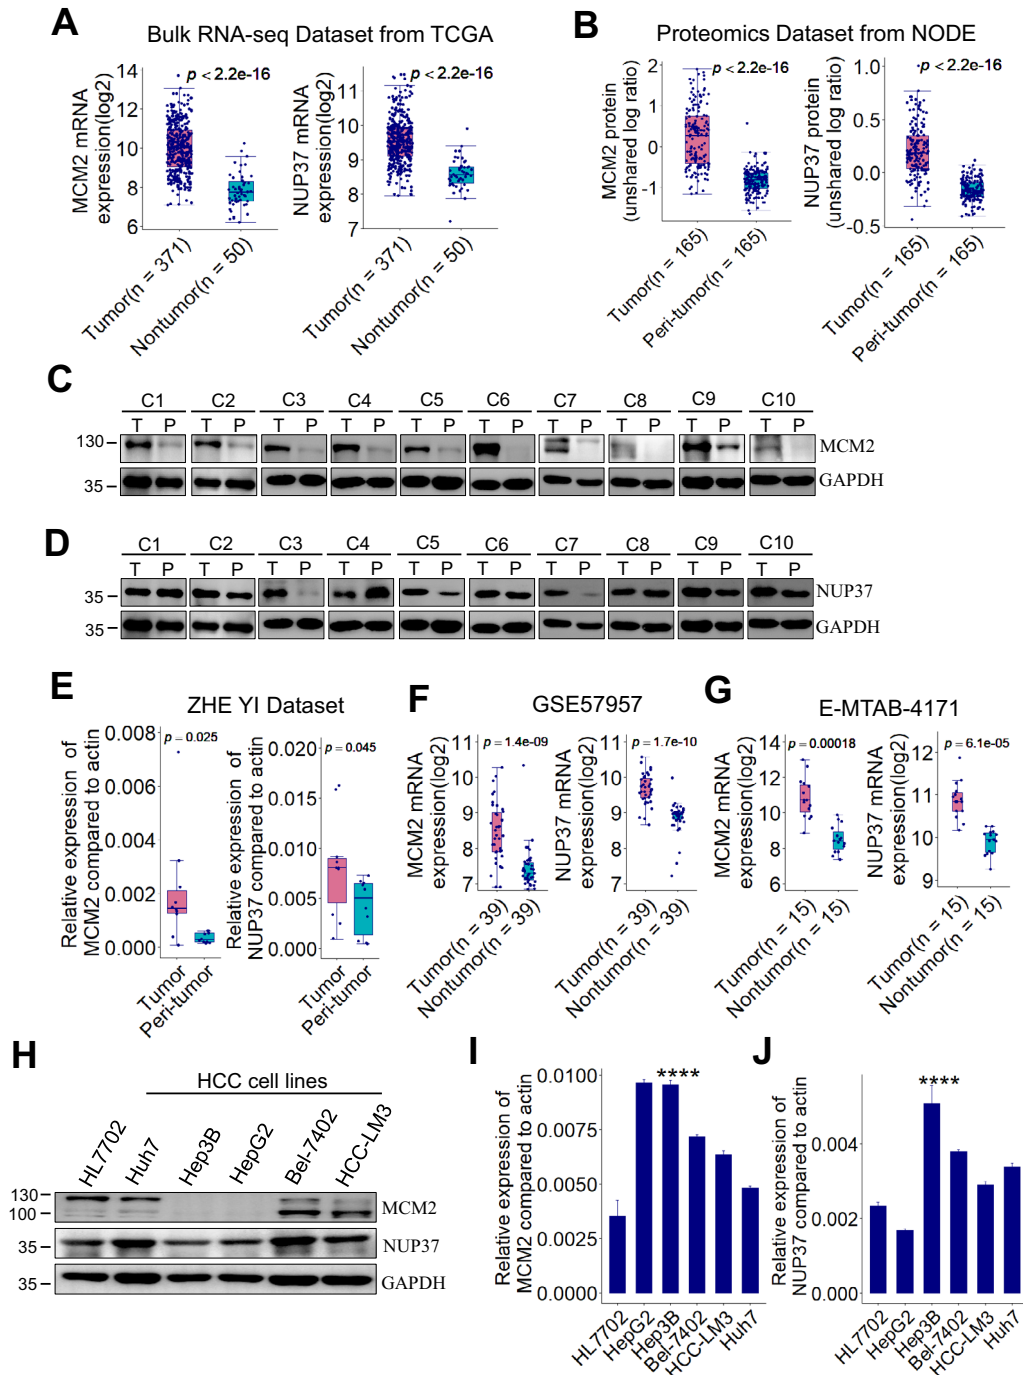 A
Bulk RNA-seq Dataset from TCGA
MCM2 mRNA
expression(log2)
14
12
10
8
6
p < 2.2e-16
Tumor(n = 371)
Nontumor(n = 50)
NUP37 mRNA
expression(log2)
11
10
9
8
7
p < 2.2e-16
Tumor(n = 371)
Nontumor(n = 50)
B
Proteomics Dataset from NODE
MCM2 protein
(unshared log ratio)
2
1
0
-1
p < 2.2e-16
Tumor(n = 165)
Peri-tumor(n = 165)
NUP37 protein
(unshared log ratio)
1.0
0.5
0.0
-0.5
p < 2.2e-16
Tumor(n = 165)
Peri-tumor(n = 165)
C
C1 C2 C3 C4 C5 C6 C7 C8 C9 C10
T P T P T P T P T P T P T P T P T P T P
130
MCM2
35
GAPDH
D
C1 C2 C3 C4 C5 C6 C7 C8 C9 C10
T P T P T P T P T P T P T P T P T P T P
35
NUP37
35
GAPDH
E
ZHE YI Dataset
Relative expression of
MCM2 compared to actin
0.008
0.006
0.004
0.002
0.000
p = 0.025
Tumor
Peri-tumor
Relative expression of
NUP37 compared to actin
0.020
0.015
0.010
0.005
0.000
p = 0.045
Tumor
Peri-tumor
F
GSE57957
MCM2 mRNA
expression(log2)
11
10
9
8
7
p = 1.4e-09
Tumor(n = 39)
Nontumor(n = 39)
NUP37 mRNA
expression(log2)
11
10
9
8
7
p = 1.7e-10
Tumor(n = 39)
Nontumor(n = 39)
G
E-MTAB-4171
MCM2 mRNA
expression(log2)
14
12
10
8
6
p = 0.00018
Tumor(n = 15)
Nontumor(n = 15)
NUP37 mRNA
expression(log2)
12
11
10
9
p = 6.1e-05
Tumor(n = 15)
Nontumor(n = 15)
H
HCC cell lines
HL7702
Huh7
Hep3B
HepG2
Bel-7402
HCC-LM3
130
100
MCM2
35
NUP37
35
GAPDH
I
Relative expression of
MCM2 compared to actin
0.0100
0.0075
0.0050
0.0025
0.0000
****
HL7702
HepG2
Hep3B
Bel-7402
HCC-LM3
Huh7
J
Relative expression of
NUP37 compared to actin
0.004
0.002
0.000
****
HL7702
HepG2
Hep3B
Bel-7402
HCC-LM3
Huh7